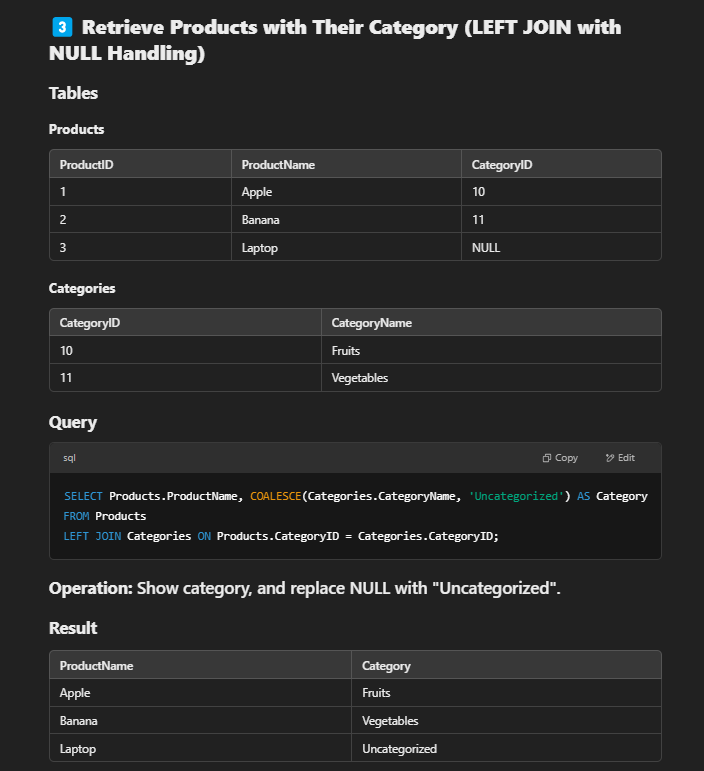 3 Retrieve Products with Their Category (LEFT JOIN with
NULL Handling)
Tables
Products
ProductID ProductName CategoryID
1 Apple 10
2 Banana 11
3 Laptop NULL
Categories
CategoryID CategoryName
10 Fruits
11 Vegetables
Query
sql Copy Edit
SELECT Products.ProductName, COALESCE(Categories.CategoryName, 'Uncategorized') AS Category
FROM Products
LEFT JOIN Categories ON Products.CategoryID = Categories.CategoryID;
Operation: Show category, and replace NULL with "Uncategorized".
Result
ProductName Category
Apple Fruits
Banana Vegetables
Laptop Uncategorized